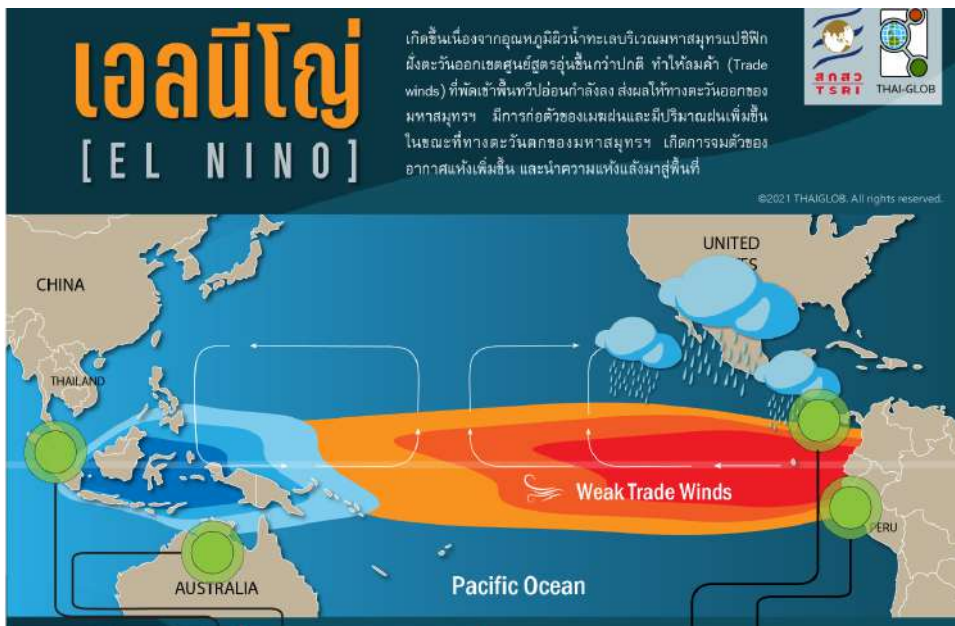 เอลนีโญ่
[EL NINO]
เกิดขึ้นเนื่องจากอุณหภูมิผิวน้ำทะเลบริเวณมหาสมุทรแปซิฟิก
ฝั่งตะวันออกเขตศูนย์สูตรอุ่นขึ้นกว่าปกติ ทำให้ลมค้า (Trade
winds) ที่พัดเข้าพื้นทวีปอ่อนกำลังลง ส่งผลให้ทางตะวันออกของ
มหาสมุทรฯ มีการก่อตัวของเมฆฝนและมีปริมาณฝนเพิ่มขึ้น
ในขณะที่ทางตะวันตกของมหาสมุทรฯ เกิดการจมตัวของ
อากาศแห้งเพิ่มขึ้น และนำความแห้งแล้งมาสู่พื้นที่
สกสว
TSRI
THAI-GLOB
©2021 THAIGLOB. All rights reserved.
UNITED
TES
CHINA
THAILAND
Weak Trade Winds
PERU
AUSTRALIA
Pacific Ocean